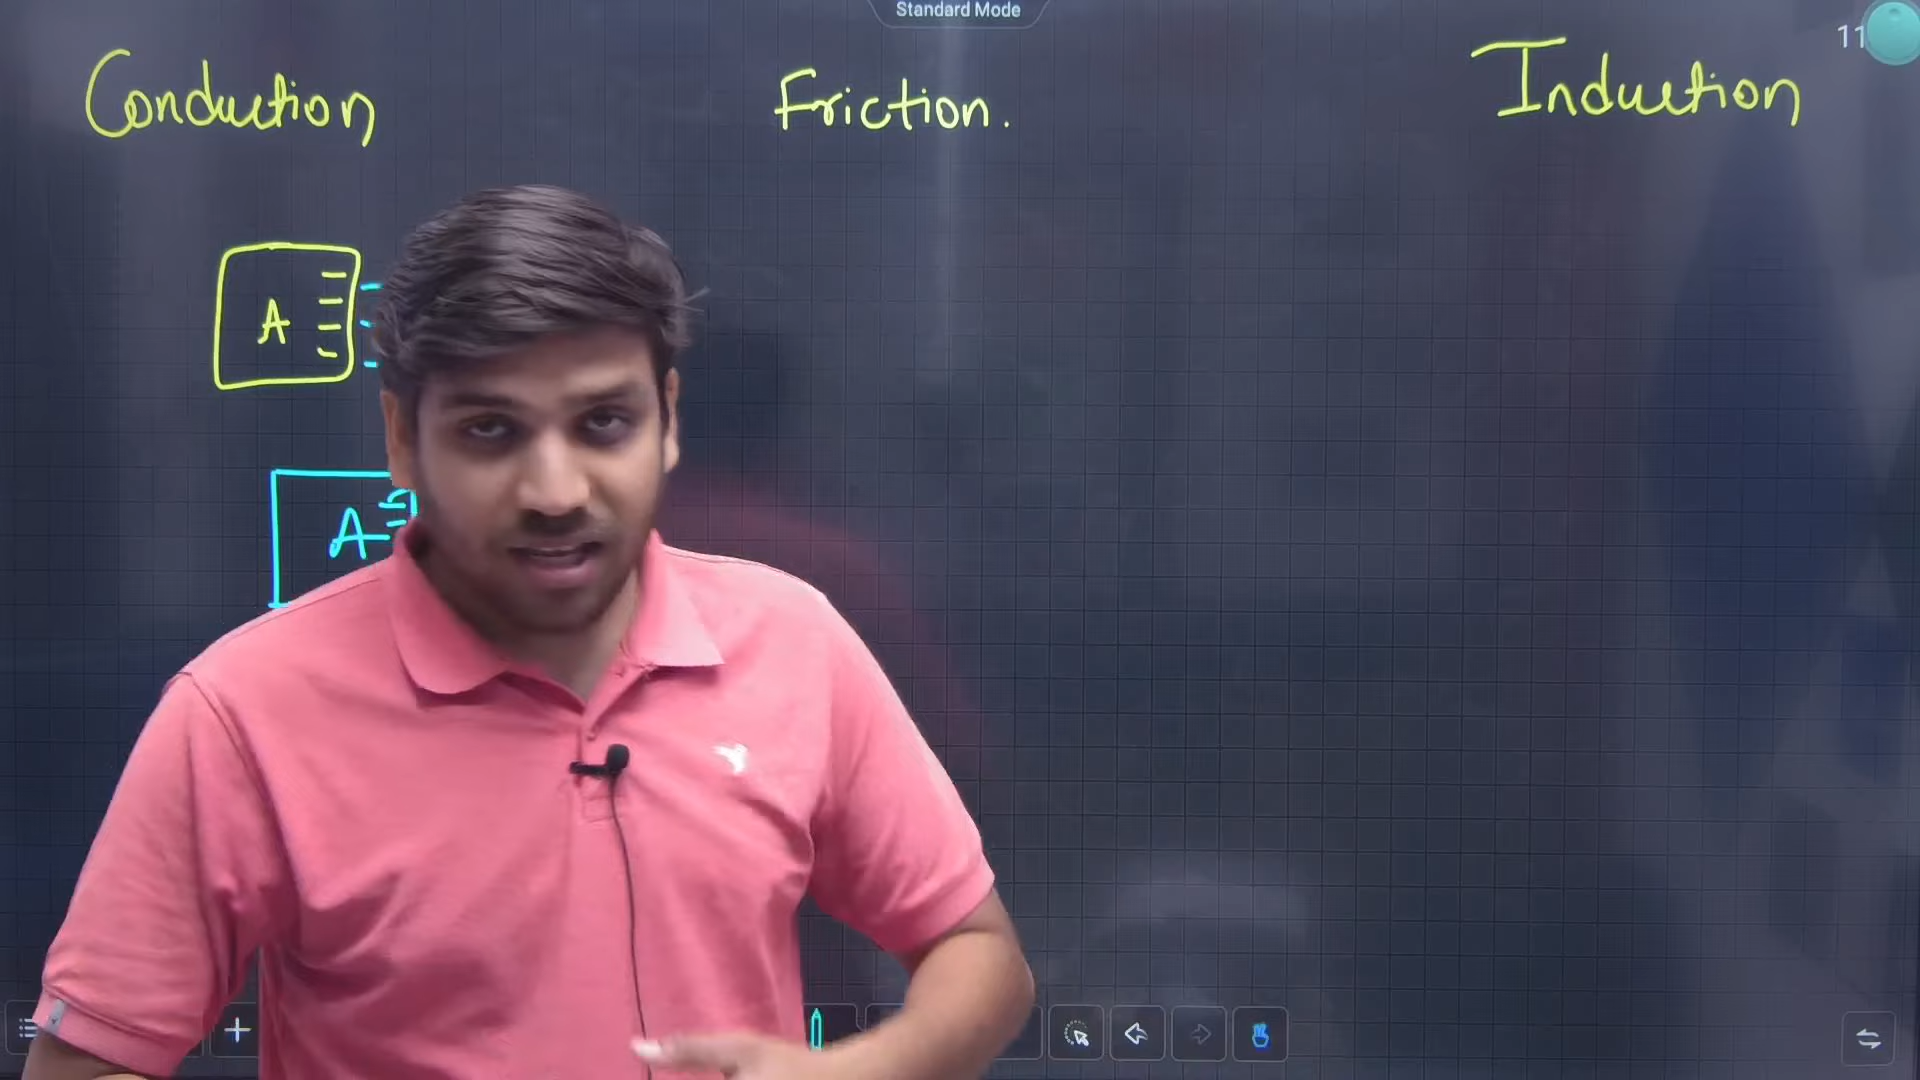 Standard Mode
11
Conduction
Friction.
Induction
A
A